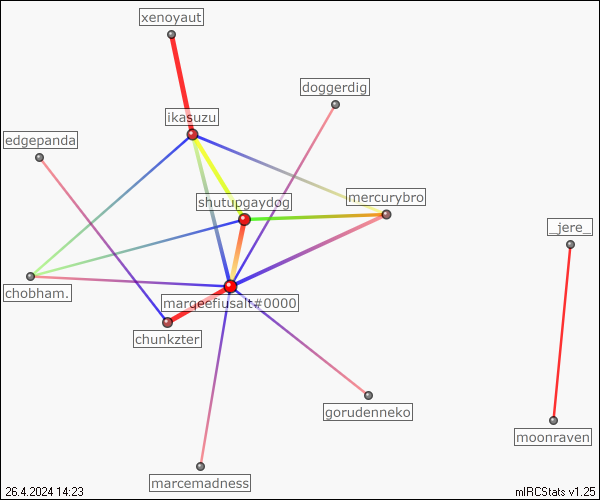 xenoyaut
doggerdig
ikasuzu
edgepanda
mercurybro
shutupgaydog
_jere_
chobham.
marqeefiusalt#0000
chunkzter
gorudenneko
moonraven
marcemadness
26.4.2024 14:23
mIRCStats v1.25